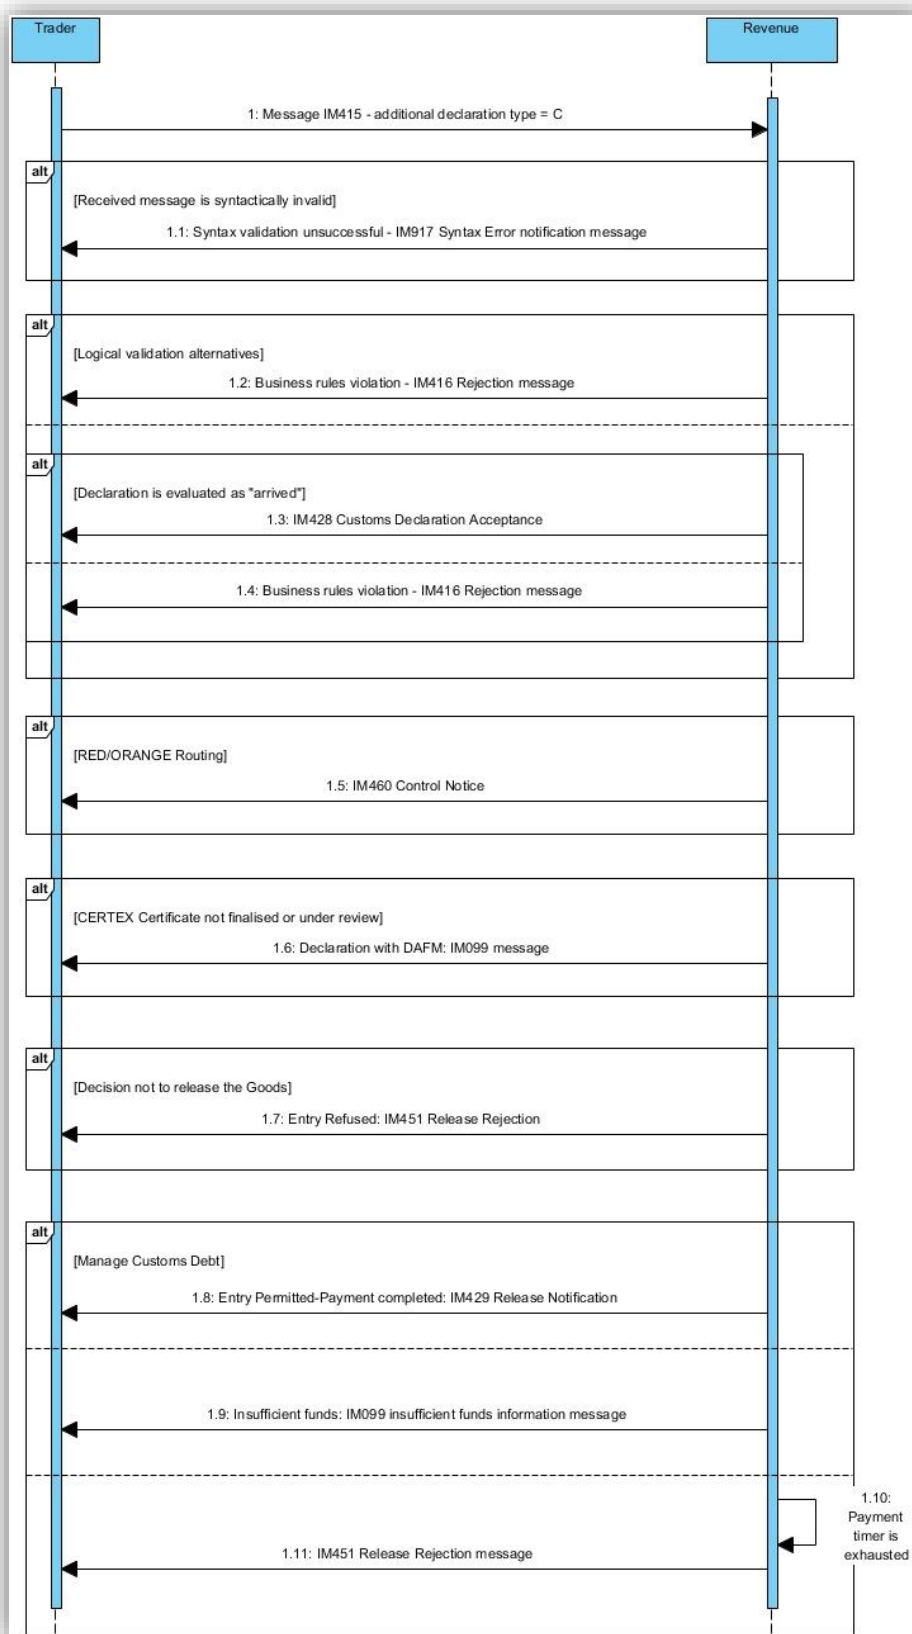 Trader
Revenue
1: Message IM415 - additional declaration type = C
alt
[Received message is syntactically invalid]
1.1: Syntax validation unsuccessful - IM917 Syntax Error notification message
alt
[Logical validation alternatives]
1.2: Business rules violation - IM416 Rejection message
alt
[Declaration is evaluated as "arrived"]
1.3: IM428 Customs Declaration Acceptance
1.4: Business rules violation - IM416 Rejection message
alt
[RED/ORANGE Routing]
1.5: IM460 Control Notice
alt
[CERTEX Certificate not finalised or under review]
1.6: Declaration with DAFM: IM099 message
alt
[Decision not to release the Goods]
1.7: Entry Refused: IM451 Release Rejection
alt
[Manage Customs Debt]
1.8: Entry Permitted-Payment completed: IM429 Release Notification
1.9: Insufficient funds: IM099 insufficient funds information message
1.10:
Payment
timer is
exhausted
1.11: IM451 Release Rejection message